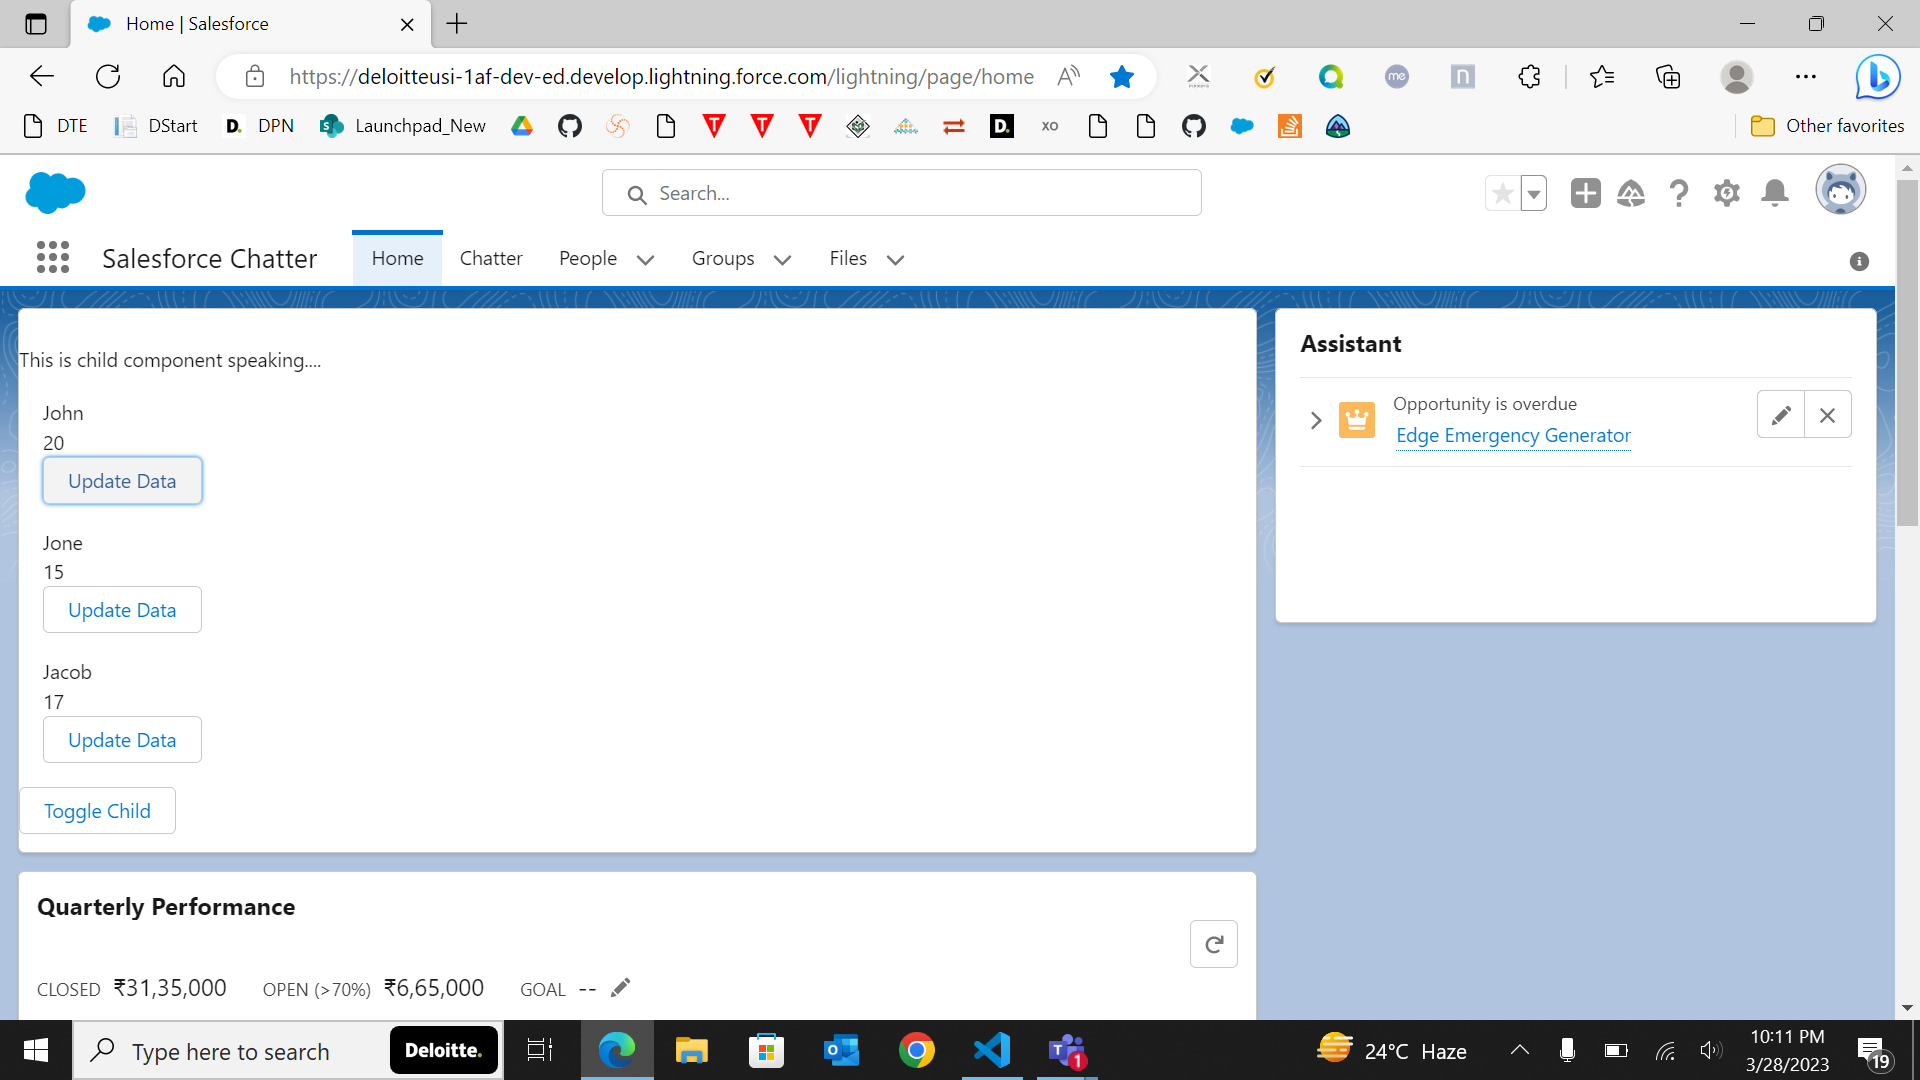 Home | Salesforce
https://deloitteusi-1af-dev-ed.develop.lightning.force.com/lightning/page/home
me
n
DTE
DStart
D.
DPN
S
Launchpad_New
T
T
T
D.
XO
Other favorites
Search...
Salesforce Chatter
Home
Chatter
People
Groups
Files
This is child component speaking....
John
20
Update Data
Jone
15
Update Data
Jacob
17
Update Data
Toggle Child
Assistant
Opportunity is overdue
Edge Emergency Generator
Quarterly Performance
CLOSED ₹31,35,000 OPEN (>70%) ₹6,65,000 GOAL --
Type here to search
Deloitte.
1
24°C Haze
10:11 PM
3/28/2023
19